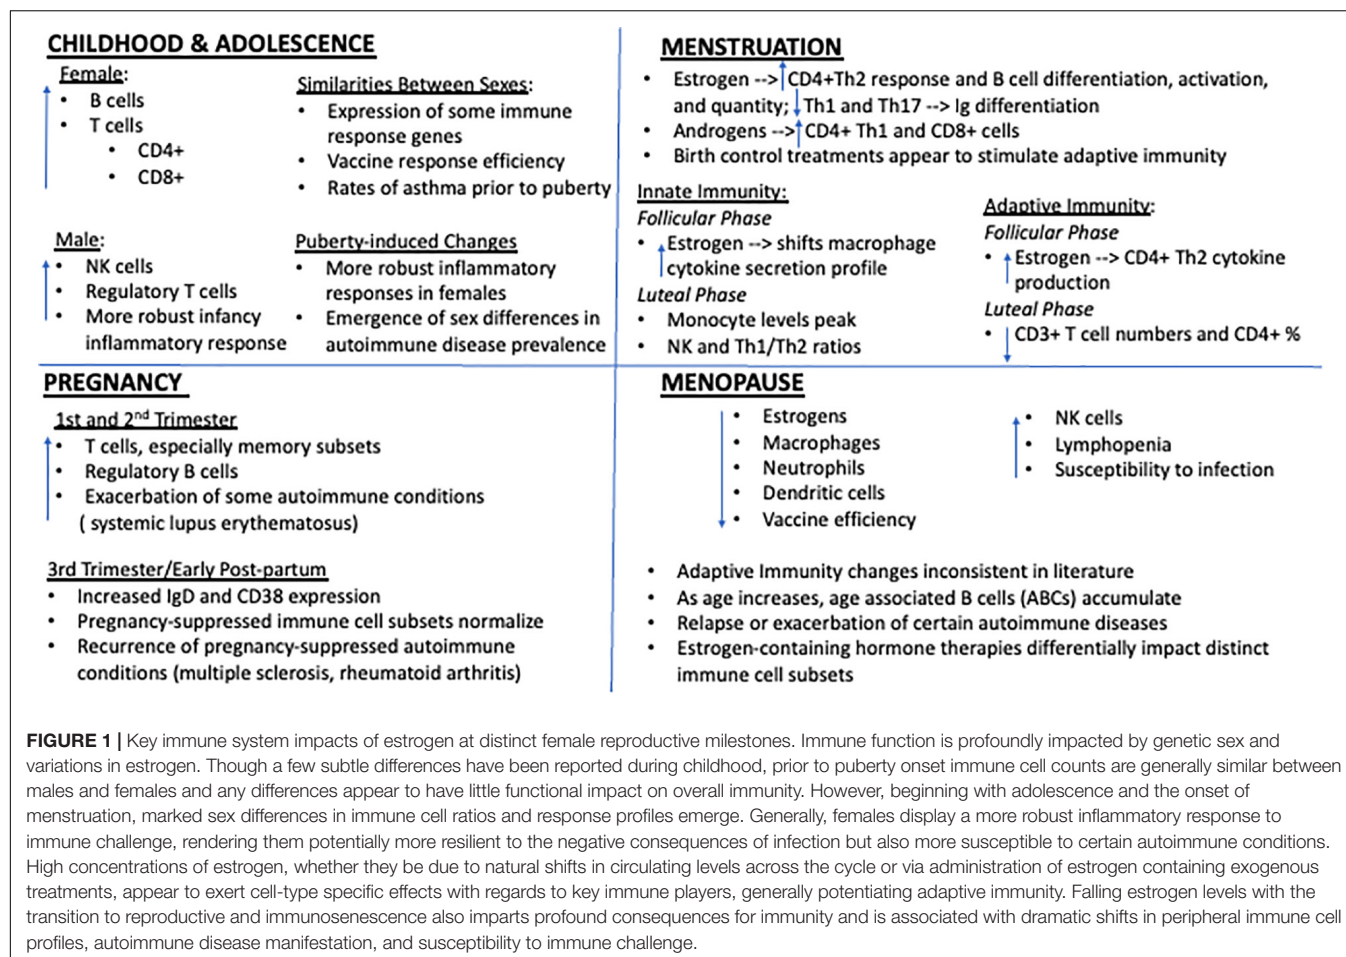 CHILDHOOD & ADOLESCENCE
Female:
• B cells
• T cells
• CD4+
• CD8+
Similarities Between Sexes:
• Expression of some immune
response genes
• Vaccine response efficiency
• Rates of asthma prior to puberty
Male:
• NK cells
• Regulatory T cells
• More robust infancy
inflammatory response
Puberty-induced Changes
• More robust inflammatory
responses in females
• Emergence of sex differences in
autoimmune disease prevalence
MENSTRUATION
• Estrogen --> ↑ CD4+Th2 response and B cell differentiation, activation,
and quantity; ↓ Th1 and Th17 --> Ig differentiation
• Androgens --> ↑ CD4+ Th1 and CD8+ cells
• Birth control treatments appear to stimulate adaptive immunity
Innate Immunity:
Follicular Phase
• ↑ Estrogen --> shifts macrophage
cytokine secretion profile
Luteal Phase
• Monocyte levels peak
• NK and Th1/Th2 ratios
Adaptive Immunity:
Follicular Phase
• ↑ Estrogen --> CD4+ Th2 cytokine
production
Luteal Phase
• ↓ CD3+ T cell numbers and CD4+ %
PREGNANCY
1st and 2nd Trimester
• T cells, especially memory subsets
• Regulatory B cells
• Exacerbation of some autoimmune conditions
( systemic lupus erythematosus)
3rd Trimester/Early Post-partum
• Increased IgD and CD38 expression
• Pregnancy-suppressed immune cell subsets normalize
• Recurrence of pregnancy-suppressed autoimmune
conditions (multiple sclerosis, rheumatoid arthritis)
MENOPAUSE
• Estrogens
• Macrophages
• Neutrophils
• Dendritic cells
• Vaccine efficiency
• NK cells
• Lymphopenia
• Susceptibility to infection
• Adaptive Immunity changes inconsistent in literature
• As age increases, age associated B cells (ABCs) accumulate
• Relapse or exacerbation of certain autoimmune diseases
• Estrogen-containing hormone therapies differentially impact distinct
immune cell subsets
FIGURE 1 | Key immune system impacts of estrogen at distinct female reproductive milestones. Immune function is profoundly impacted by genetic sex and
variations in estrogen. Though a few subtle differences have been reported during childhood, prior to puberty onset immune cell counts are generally similar between
males and females and any differences appear to have little functional impact on overall immunity. However, beginning with adolescence and the onset of
menstruation, marked sex differences in immune cell ratios and response profiles emerge. Generally, females display a more robust inflammatory response to
immune challenge, rendering them potentially more resilient to the negative consequences of infection but also more susceptible to certain autoimmune conditions.
High concentrations of estrogen, whether they be due to natural shifts in circulating levels across the cycle or via administration of estrogen containing exogenous
treatments, appear to exert cell-type specific effects with regards to key immune players, generally potentiating adaptive immunity. Falling estrogen levels with the
transition to reproductive and immunosenescence also imparts profound consequences for immunity and is associated with dramatic shifts in peripheral immune cell
profiles, autoimmune disease manifestation, and susceptibility to immune challenge.